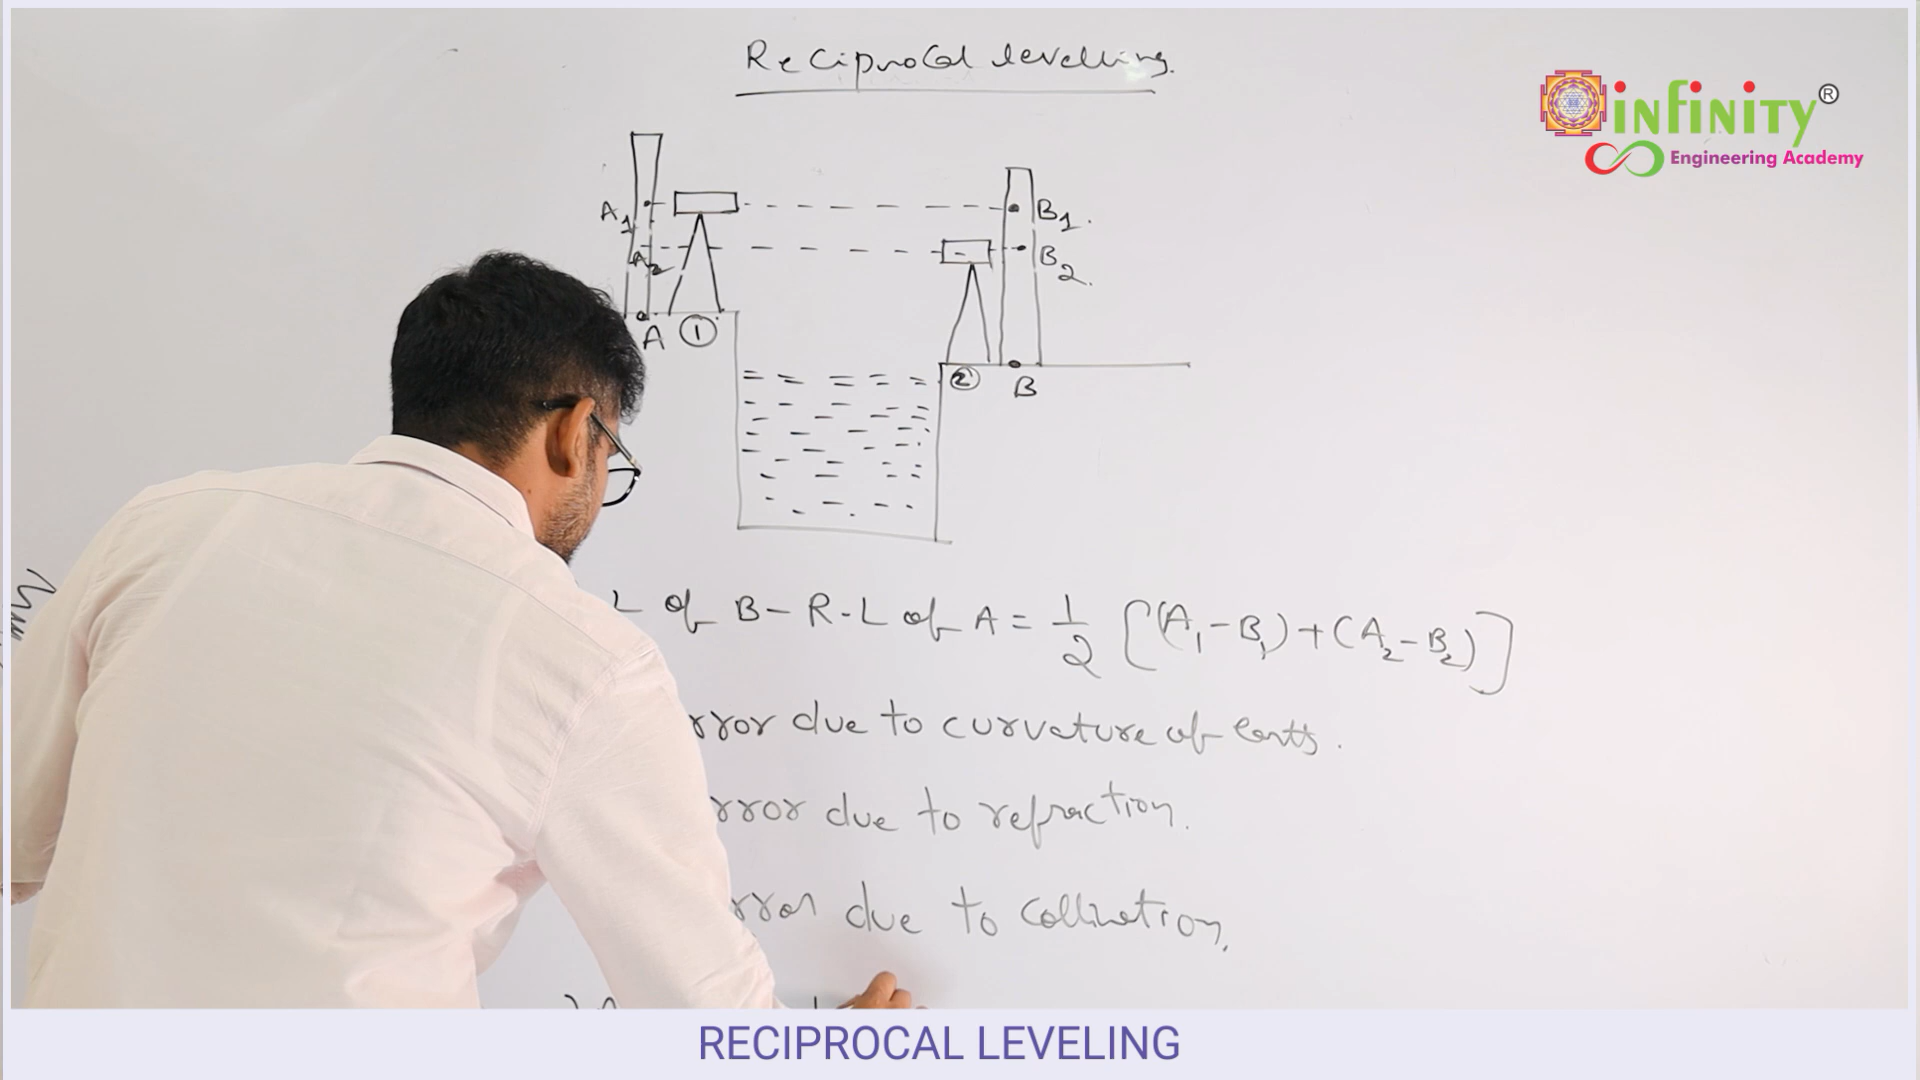 Reciprocal levelling.
infinity®
Engineering Academy
A1
B1.
A2
B2.
A 1
2 B
L of B - R.L of A = 1/2 [(A1-B1)+(A2-B2)]
rror due to curvature of earth.
rror due to refraction.
rror due to collimation.
RECIPROCAL LEVELING